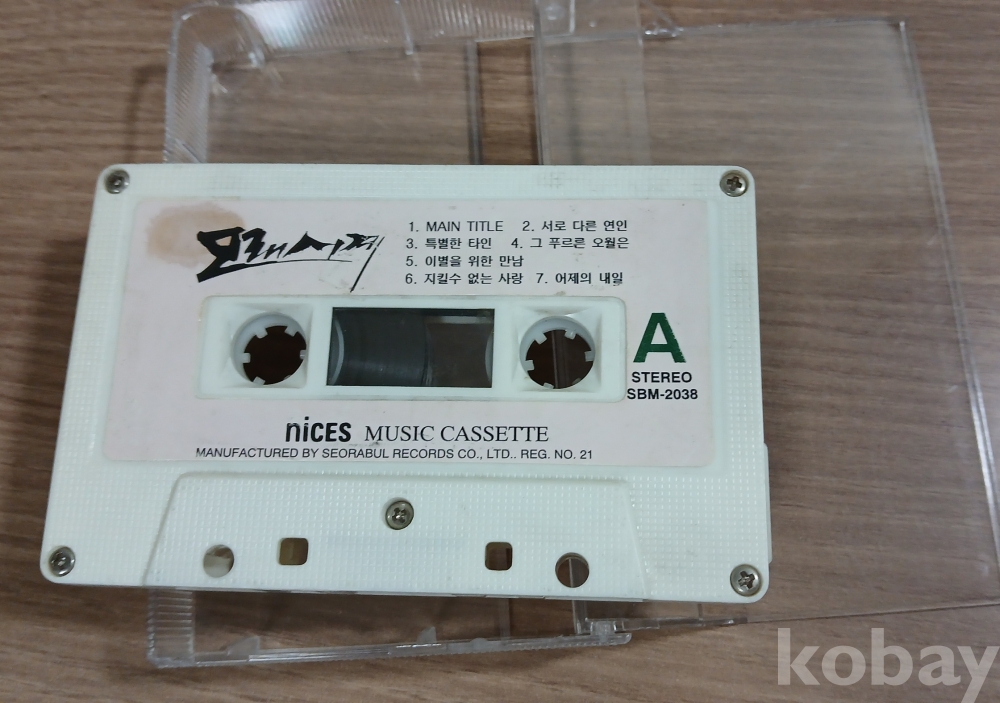 모래시계
1. MAIN TITLE 2. 서로 다른 연인
3. 특별한 타인 4. 그 푸르른 오월은
5. 이별을 위한 만남
6. 지킬수 없는 사랑 7. 어제의 내일
A
STEREO
SBM-2038
nices MUSIC CASSETTE
MANUFACTURED BY SEORABUL RECORDS CO., LTD.. REG. NO. 21
kobay